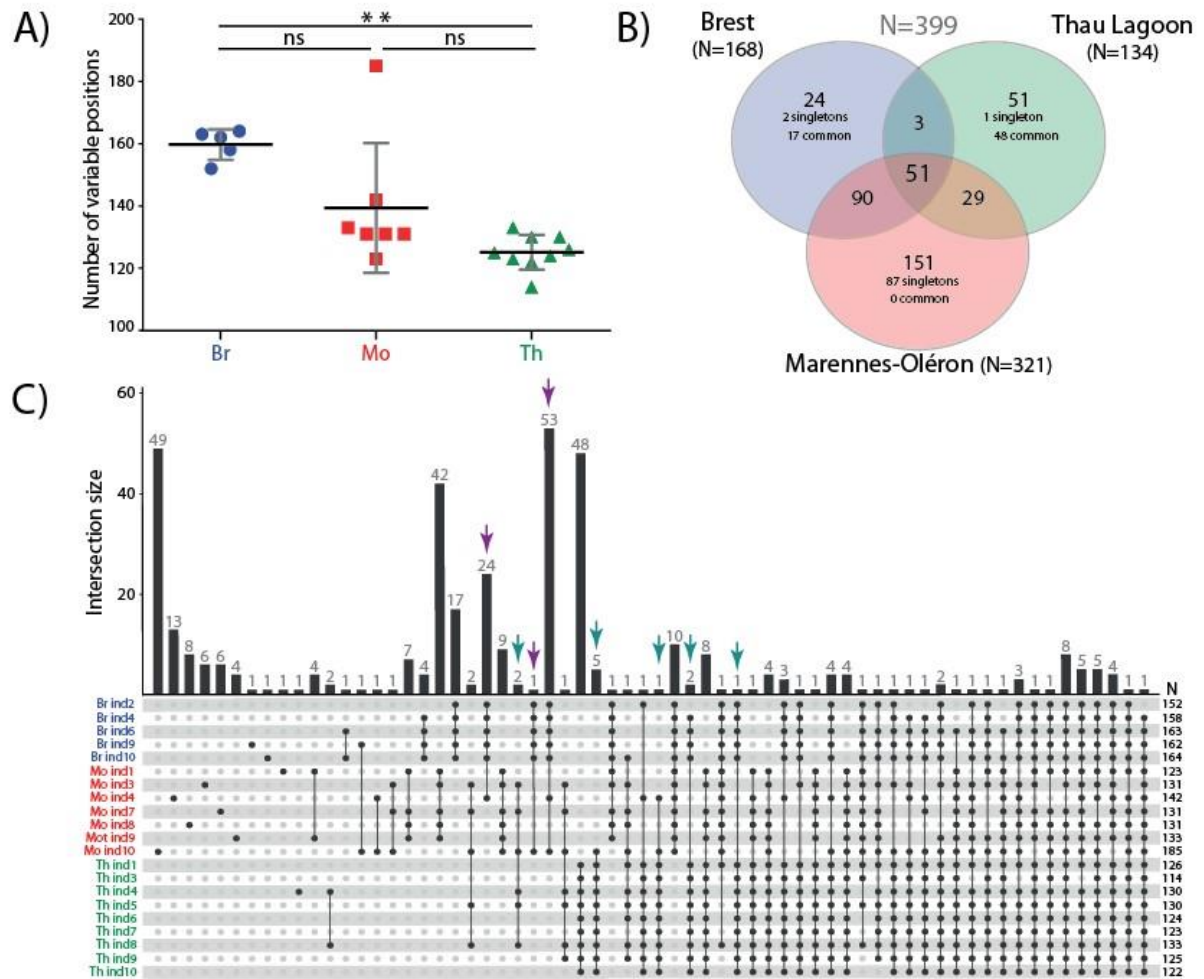 A)
Number of variable positions
200
180
160
140
120
100
* *
ns ns
Br Mo Th
B)
Brest
(N=168)
N=399
Thau Lagoon
(N=134)
24
2 singletons
17 common
3
51
1 singleton
48 common
51
90
29
151
87 singletons
0 common
Marennes-Oléron (N=321)
C)
Intersection size
60
40
20
49 13 8 6 6 4 1 1 1 1 4 2 1 1 1 1 7 4 42 17 2 24 9 2 1 53 1 48 5 1 1 1 1 10 2 8 1 1 1 4 3 1 1 4 4 1 1 1 1 1 2 1 1 1 1 3 1 1 8 5 5 4 1 1
N
Br ind2 152
Br ind4 158
Br ind6 163
Br ind9 162
Br ind10 164
Mo ind1 123
Mo ind3 131
Mo ind4 142
Mo ind7 131
Mo ind8 131
Mot ind9 133
Mo ind10 185
Th ind1 126
Th ind3 114
Th ind4 130
Th ind5 130
Th ind6 124
Th ind7 123
Th ind8 133
Th ind9 125
Th ind10 122